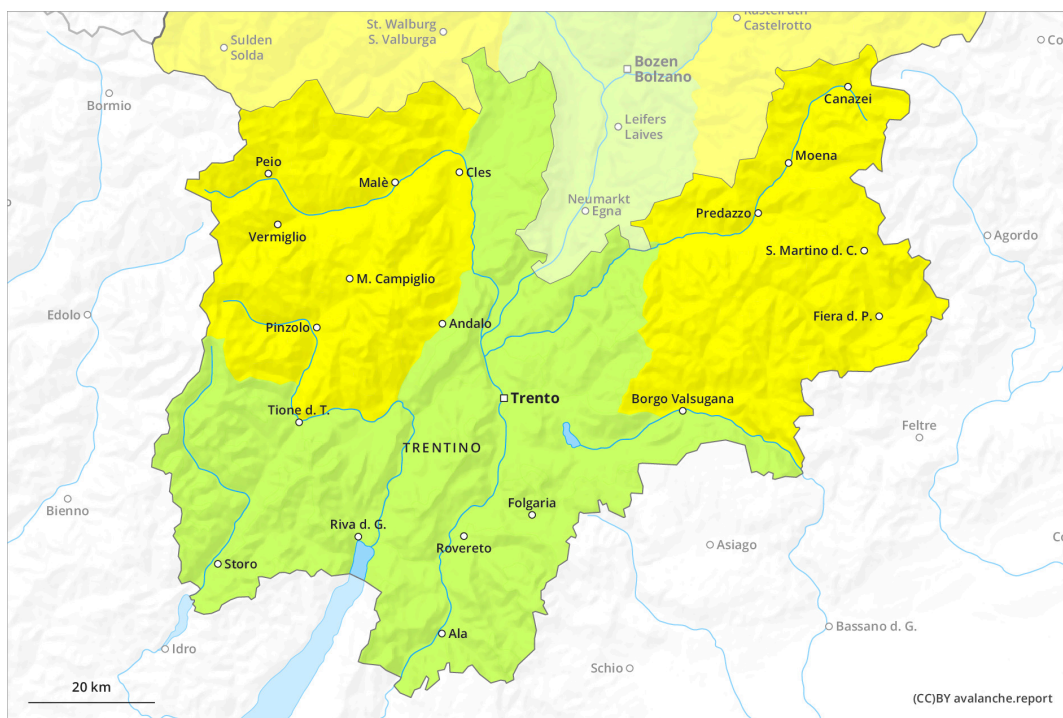 St. Walburg
S. Valburga
Kastelruth
Castelrotto
Sulden
Solda
Bozen
Bolzano
Bormio
Canazei
Leifers
Laives
Moena
Peio
Malè
Cles
Neumarkt
Egna
Predazzo
Vermiglio
S. Martino d. C.
Agordo
M. Campiglio
Edolo
Pinzolo
Andalo
Fiera d. P.
Trento
Borgo Valsugana
Tione d. T.
Feltre
TRENTINO
Bienno
Folgaria
Riva d. G.
Rovereto
Asiago
Storo
Ala
Bassano d. G.
Idro
Schio
20 km
(CC)BY avalanche.report